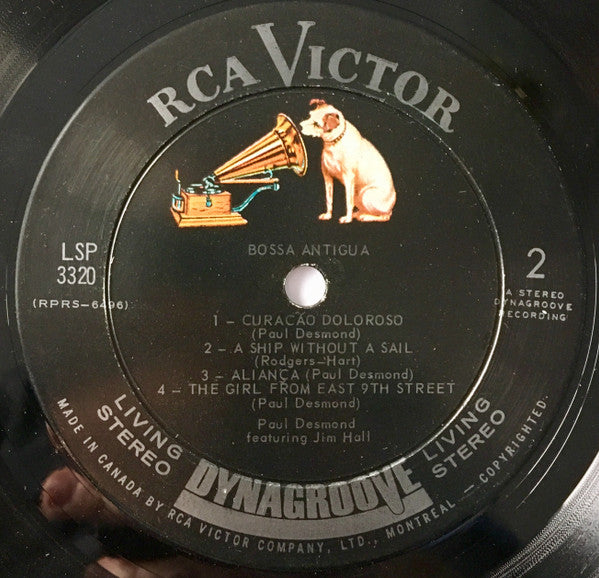 RCA VICTOR
BOSSA ANTIGUA
LSP
3320
(RPRS-6496)
2
A STEREO
DYNAGROOVE
RECORDING
1 – CURAÇÃO DOLOROSO
(Paul Desmond)
2 – A SHIP WITHOUT A SAIL
(Rodgers-Hart)
3 – ALIANÇA (Paul Desmond)
4 – THE GIRL FROM EAST 9TH STREET
(Paul Desmond)
Paul Desmond
featuring Jim Hall
LIVING
STEREO
DYNAGROOVE
LIVING
STEREO
MADE IN CANADA BY RCA VICTOR COMPANY, LTD., MONTREAL – COPYRIGHTED.